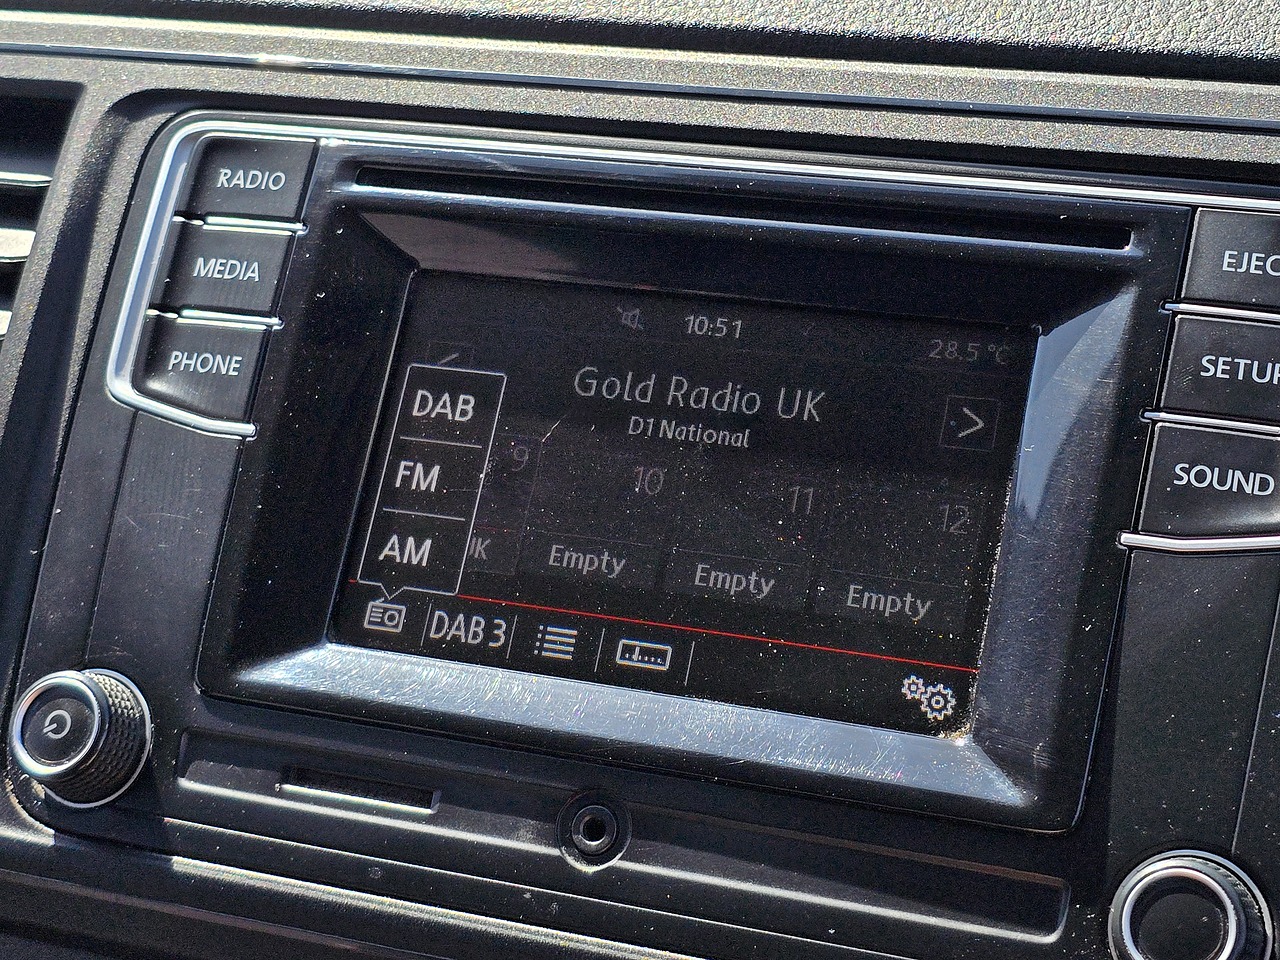 RADIO
MEDIA
PHONE
10:51
28.5 °C
Gold Radio UK
D1 National
>
DAB
FM
AM
9
10
11
12
UK
Empty
Empty
Empty
DAB 3
EJEC
SETUP
SOUND